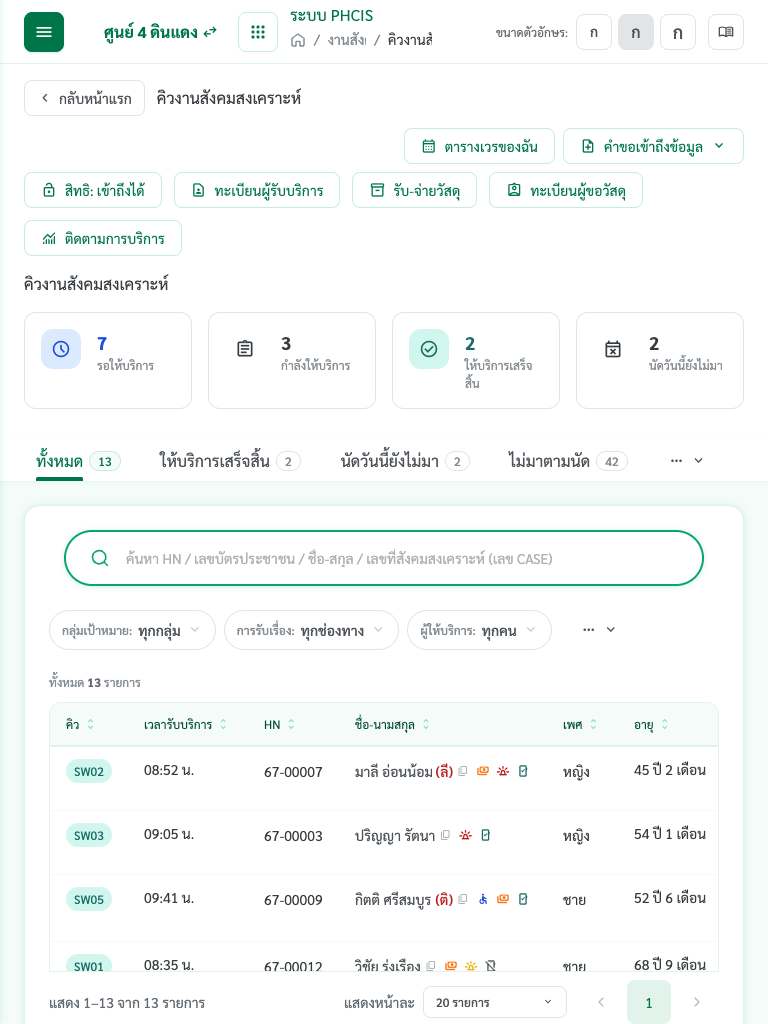 ศูนย์ 4 ดินแดง
ระบบ PHCIS
/ งานสัง / คิวงานสั
ขนาดตัวอักษร: ก ก ก
กลับหน้าแรก คิวงานสังคมสงเคราะห์
ตารางเวรของฉัน คำขอเข้าถึงข้อมูล
สิทธิ: เข้าถึงได้ ทะเบียนผู้รับบริการ รับ-จ่ายวัสดุ ทะเบียนผู้ขอวัสดุ
ติดตามการบริการ
คิวงานสังคมสงเคราะห์
7 3 2 2
รอให้บริการ กำลังให้บริการ ให้บริการเสร็จ นัดวันนี้ยังไม่มา
สิ้น
ทั้งหมด 13 ให้บริการเสร็จสิ้น 2 นัดวันนี้ยังไม่มา 2 ไม่มาตามนัด 42 ···
ค้นหา HN / เลขบัตรประชาชน / ชื่อ-สกุล / เลขที่สังคมสงเคราะห์ (เลข CASE)
กลุ่มเป้าหมาย: ทุกกลุ่ม การรับเรื่อง: ทุกช่องทาง ผู้ให้บริการ: ทุกคน ···
ทั้งหมด 13 รายการ
คิว เวลารับบริการ HN ชื่อ-นามสกุล เพศ อายุ
SW02 08:52 น. 67-00007 มาลี อ่อนน้อม (ลี) หญิง 45 ปี 2 เดือน
SW03 09:05 น. 67-00003 ปริญญา รัตนา หญิง 54 ปี 1 เดือน
SW05 09:41 น. 67-00009 กิตติ ศรีสมบูร (ติ) ชาย 52 ปี 6 เดือน
SW01 08:35 น. 67-00012 วิชัย รุ่งเรือง ชาย 68 ปี 9 เดือน
แสดง 1–13 จาก 13 รายการ แสดงหน้าละ 20 รายการ 1